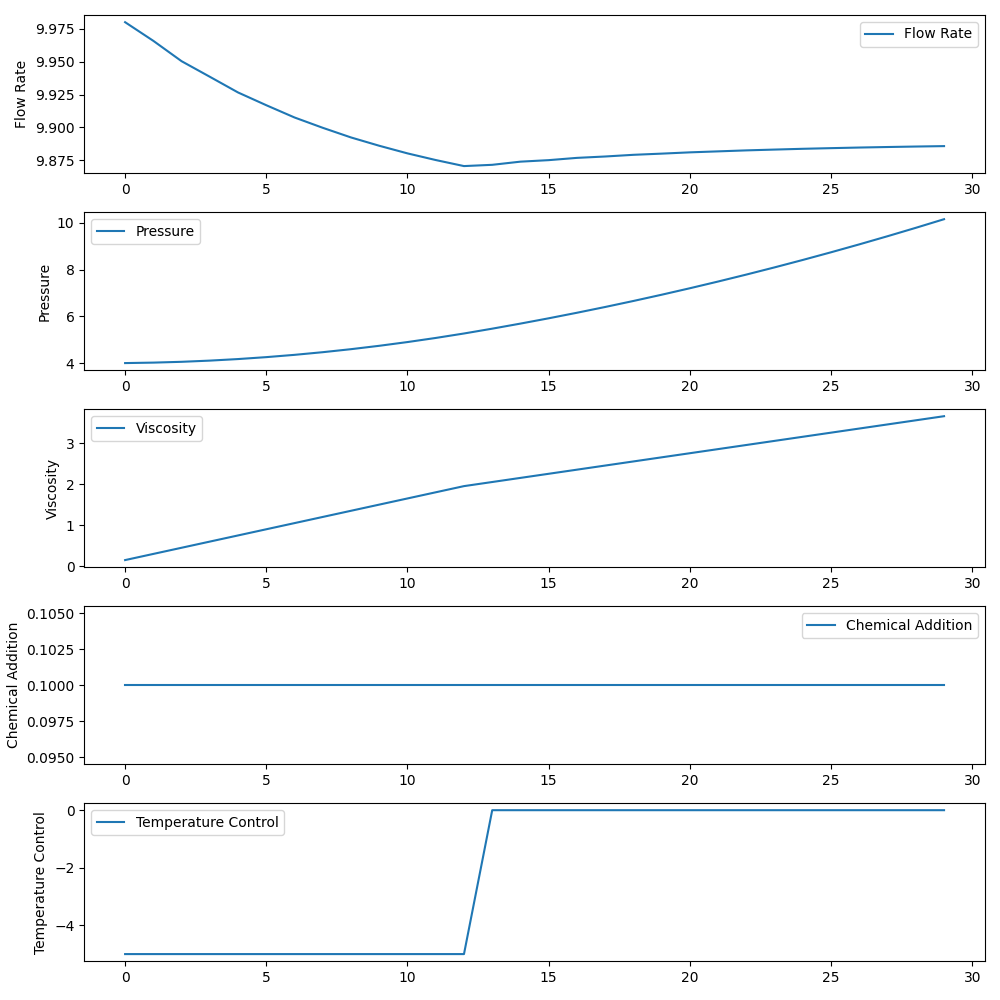 9.975
9.950
9.925
9.900
9.875
Flow Rate
Flow Rate
0 5 10 15 20 25 30
10
8
6
4
Pressure
Pressure
0 5 10 15 20 25 30
3
2
1
0
Viscosity
Viscosity
0 5 10 15 20 25 30
0.1050
0.1025
0.1000
0.0975
0.0950
Chemical Addition
Chemical Addition
0 5 10 15 20 25 30
0
−2
−4
Temperature Control
Temperature Control
0 5 10 15 20 25 30